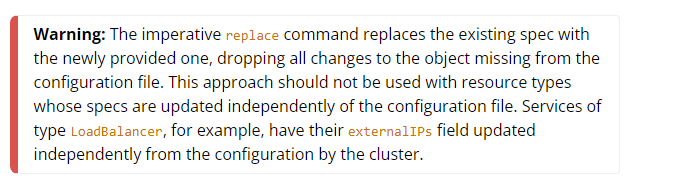 Warning: The imperative replace command replaces the existing spec with
the newly provided one, dropping all changes to the object missing from the
configuration file. This approach should not be used with resource types
whose specs are updated independently of the configuration file. Services of
type LoadBalancer, for example, have their externalIPs field updated
independently from the configuration by the cluster.